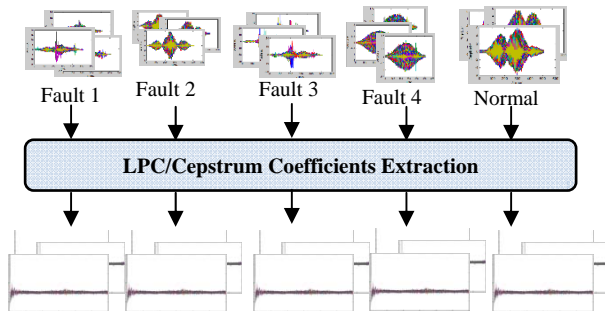 Fault 1
Fault 2
Fault 3
Fault 4
Normal
LPC/Cepstrum Coefficients Extraction